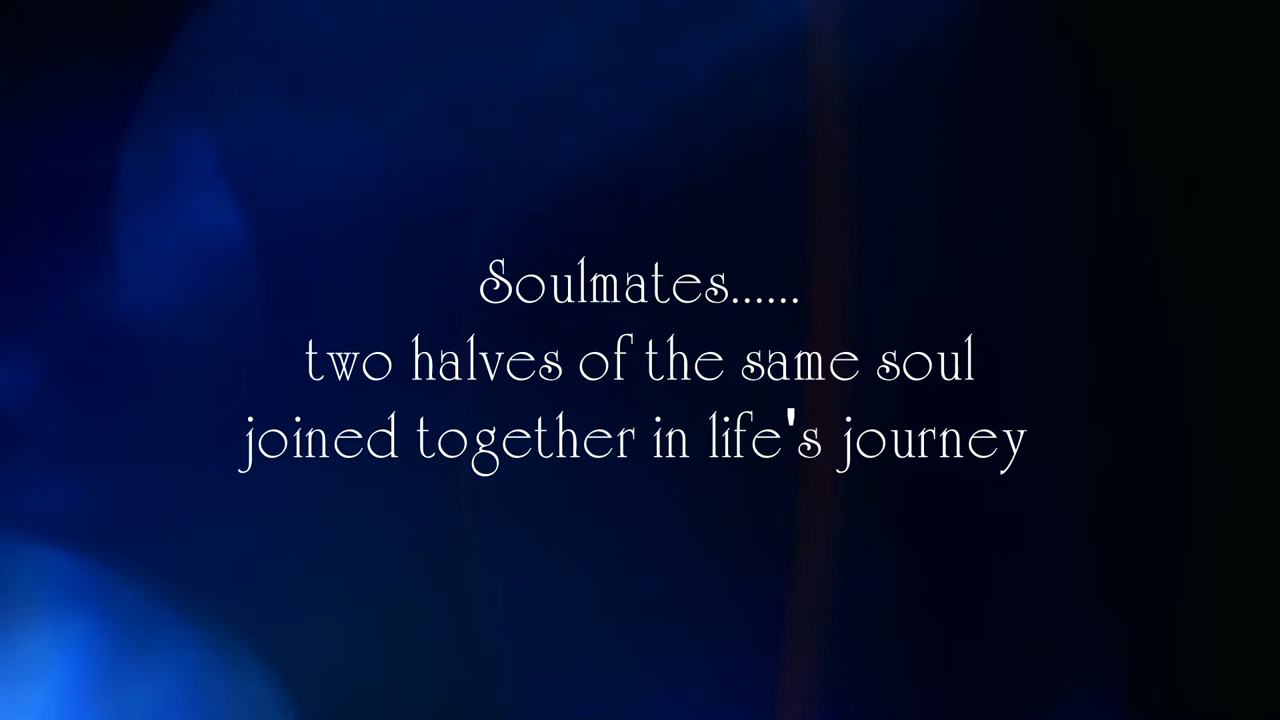 Soulmates......
two halves of the same soul
joined together in life's journey